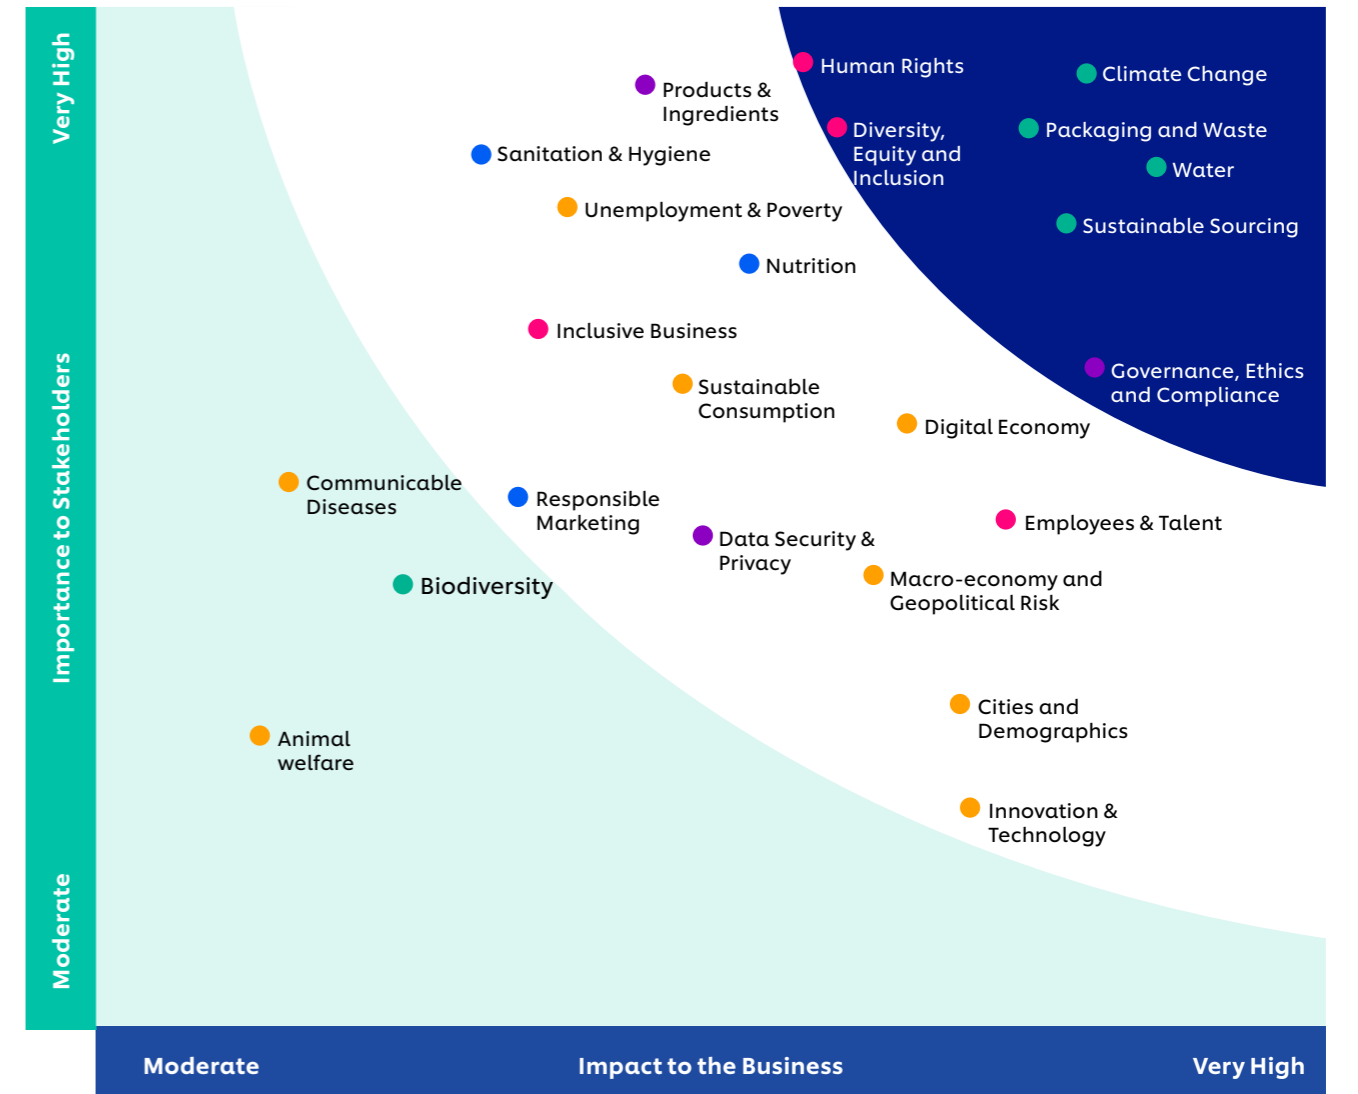 Very High
Importance to Stakeholders
Moderate
Human Rights
Climate Change
Products &
Ingredients
Diversity,
Equity and
Inclusion
Packaging and Waste
Sanitation & Hygiene
Water
Unemployment & Poverty
Sustainable Sourcing
Nutrition
Inclusive Business
Governance, Ethics
and Compliance
Sustainable
Consumption
Digital Economy
Communicable
Diseases
Responsible
Marketing
Employees & Talent
Data Security &
Privacy
Macro-economy and
Geopolitical Risk
Biodiversity
Cities and
Demographics
Animal
welfare
Innovation &
Technology
Moderate
Impact to the Business
Very High